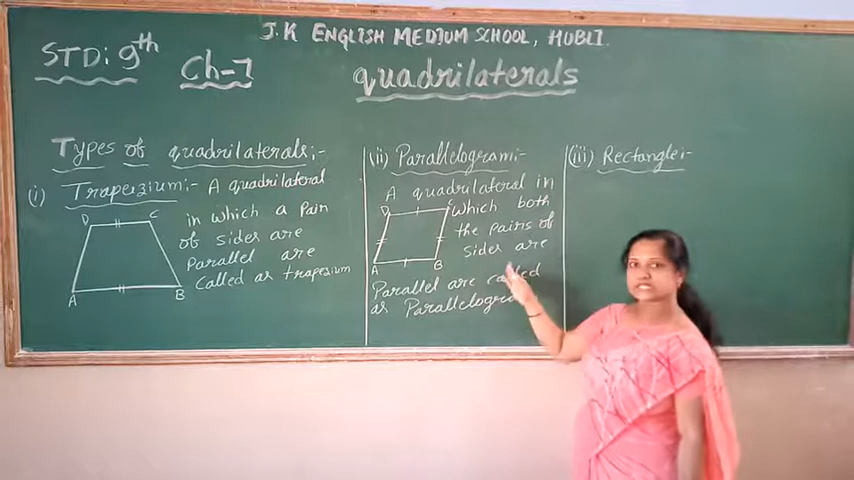 J.K ENGLISH MEDIUM SCHOOL, HUBLI.
STD: 9th
Ch-7
quadrilaterals
Types of quadrilaterals:-
(i) Trapezium:- A quadrilateral
in which a Pair
of sides are
Parallel are
Called as trapezium
D C
A B
(ii) Parallelogram:-
A quadrilateral in
which both
the pairs of
sides are
Parallel are called
as
D C
A B
(iii) Rectangle:-